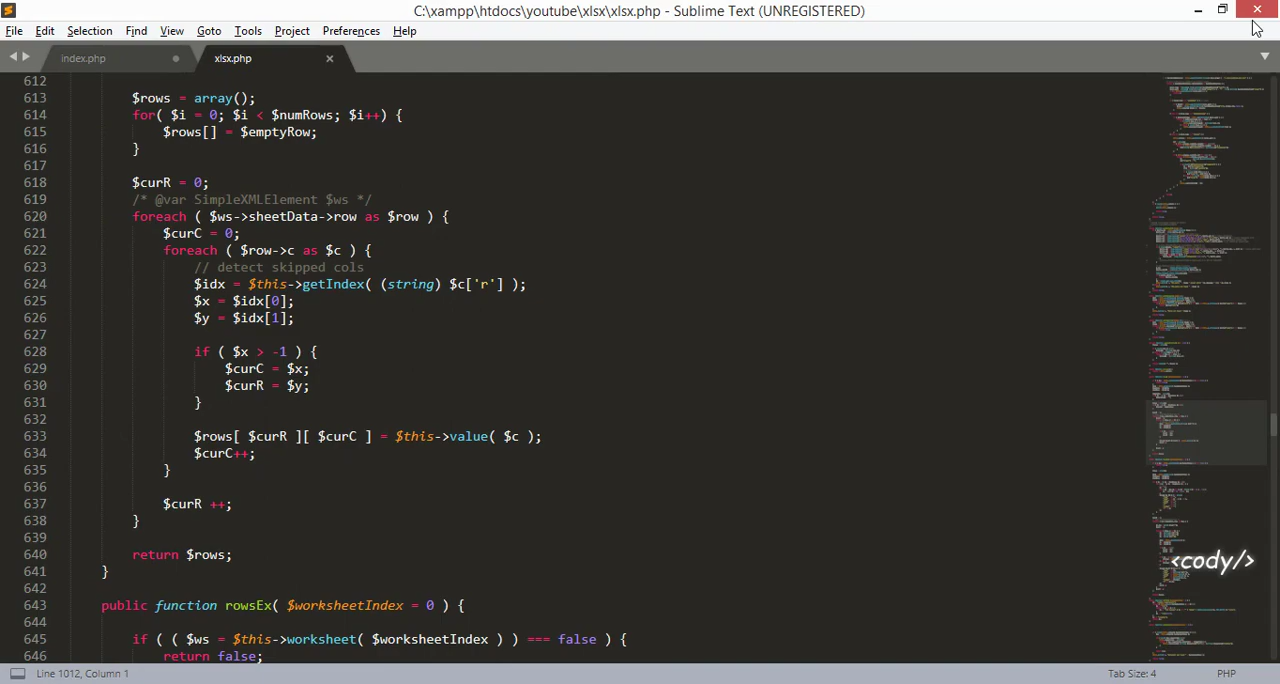 C:\xampp\htdocs\youtube\xlsx\xlsx.php - Sublime Text (UNREGISTERED)
File Edit Selection Find View Goto Tools Project Preferences Help
index.php xlsx.php
612
613 $rows = array();
614 for( $i = 0; $i < $numRows; $i++) {
615 $rows[] = $emptyRow;
616 }
617
618 $curR = 0;
619 /* @var SimpleXMLElement $ws */
620 foreach ( $ws->sheetData->row as $row ) {
621 $curC = 0;
622 foreach ( $row->c as $c ) {
623 // detect skipped cols
624 $idx = $this->getIndex( (string) $c['r'] );
625 $x = $idx[0];
626 $y = $idx[1];
627
628 if ( $x > -1 ) {
629 $curC = $x;
630 $curR = $y;
631 }
632
633 $rows[ $curR ][ $curC ] = $this->value( $c );
634 $curC++;
635 }
636
637 $curR ++;
638 }
639
640 return $rows;
641 }
642
643 public function rowsEx( $worksheetIndex = 0 ) {
644
645 if ( ( $ws = $this->worksheet( $worksheetIndex ) ) === false ) {
646 return false;
<cody/>
Line 1012, Column 1 Tab Size: 4 PHP